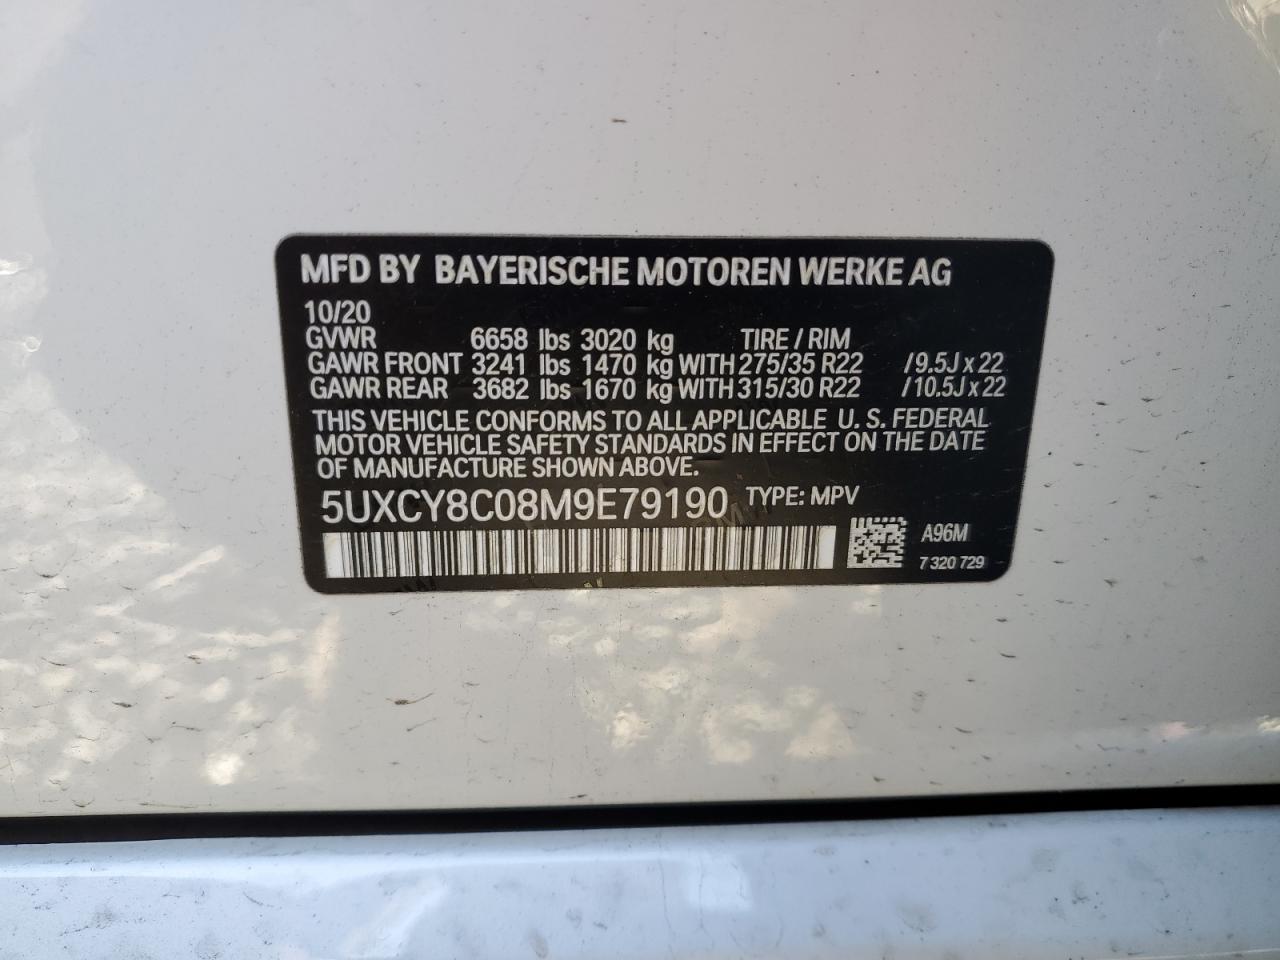 MFD BY BAYERISCHE MOTOREN WERKE AG
10/20
GVWR 6658 lbs 3020 kg TIRE / RIM
GAWR FRONT 3241 lbs 1470 kg WITH 275/35 R22 /9.5J x 22
GAWR REAR 3682 lbs 1670 kg WITH 315/30 R22 /10.5J x 22
THIS VEHICLE CONFORMS TO ALL APPLICABLE U. S. FEDERAL
MOTOR VEHICLE SAFETY STANDARDS IN EFFECT ON THE DATE
OF MANUFACTURE SHOWN ABOVE.
5UXCY8C08M9E79190 TYPE: MPV
A96M
7 320 729